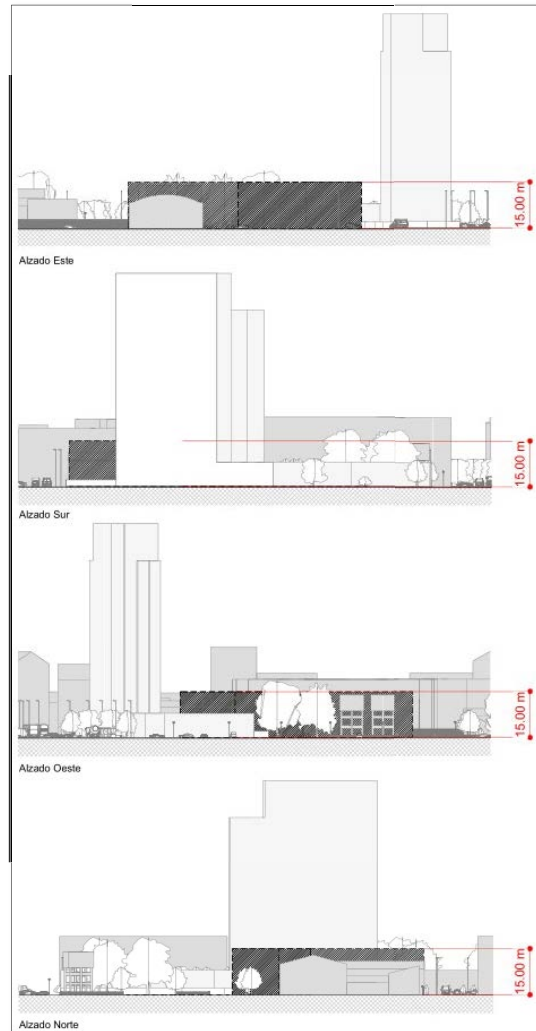 15.00 m
Alzado Este
15.00 m
Alzado Sur
15.00 m
Alzado Oeste
15.00 m
Alzado Norte